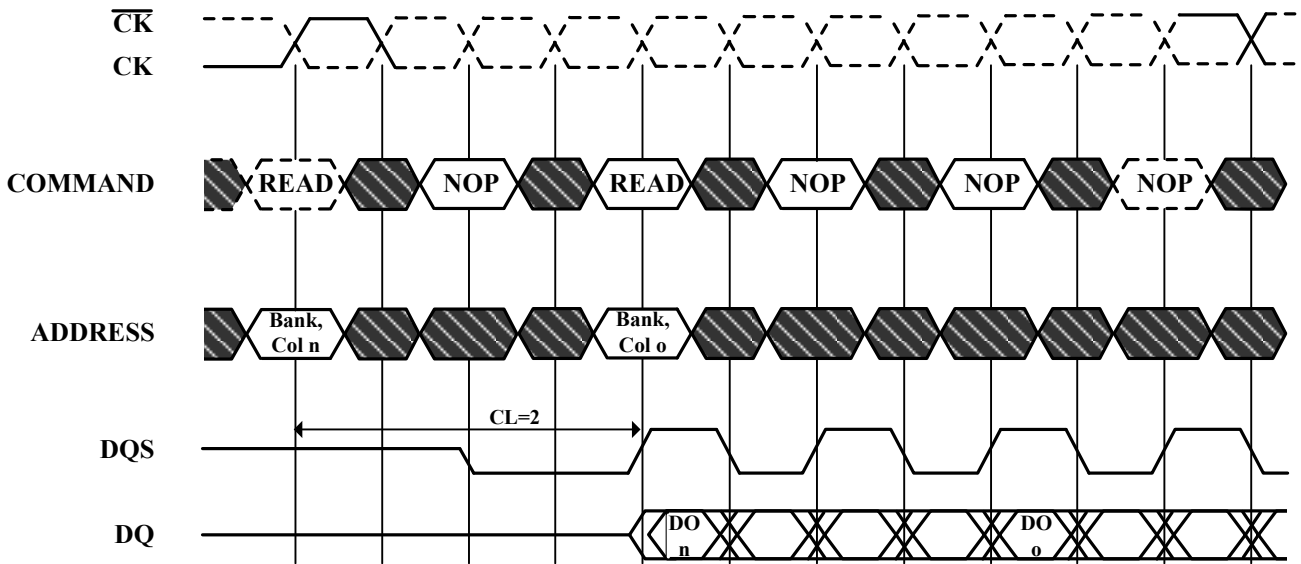 CK
CK
COMMAND
READ
NOP
READ
NOP
NOP
NOP
ADDRESS
Bank,
Col n
Bank,
Col o
CL=2
DQS
DQ
DO
n
DO
o